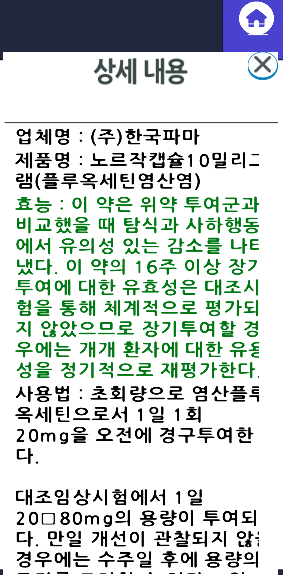 상세 내용
업체명 : (주)한국파마
제품명 : 노르작캡슐10밀리그
램(플루옥세틴염산염)
효능 : 이 약은 위약 투여군과
비교했을 때 탐식과 사하행동
에서 유의성 있는 감소를 나타
냈다. 이 약의 16주 이상 장기
투여에 대한 유효성은 대조시
험을 통해 체계적으로 평가되
지 않았으므로 장기투여할 경
우에는 개개 환자에 대한 유용
성을 정기적으로 재평가한다.
사용법 : 초회량으로 염산플루
옥세틴으로서 1일 1회
20mg을 오전에 경구투여한
다.
대조임상시험에서 1일
20□80mg의 용량이 투여되
다. 만일 개선이 관찰되지 않을
경우에는 수주일 후에 용량의